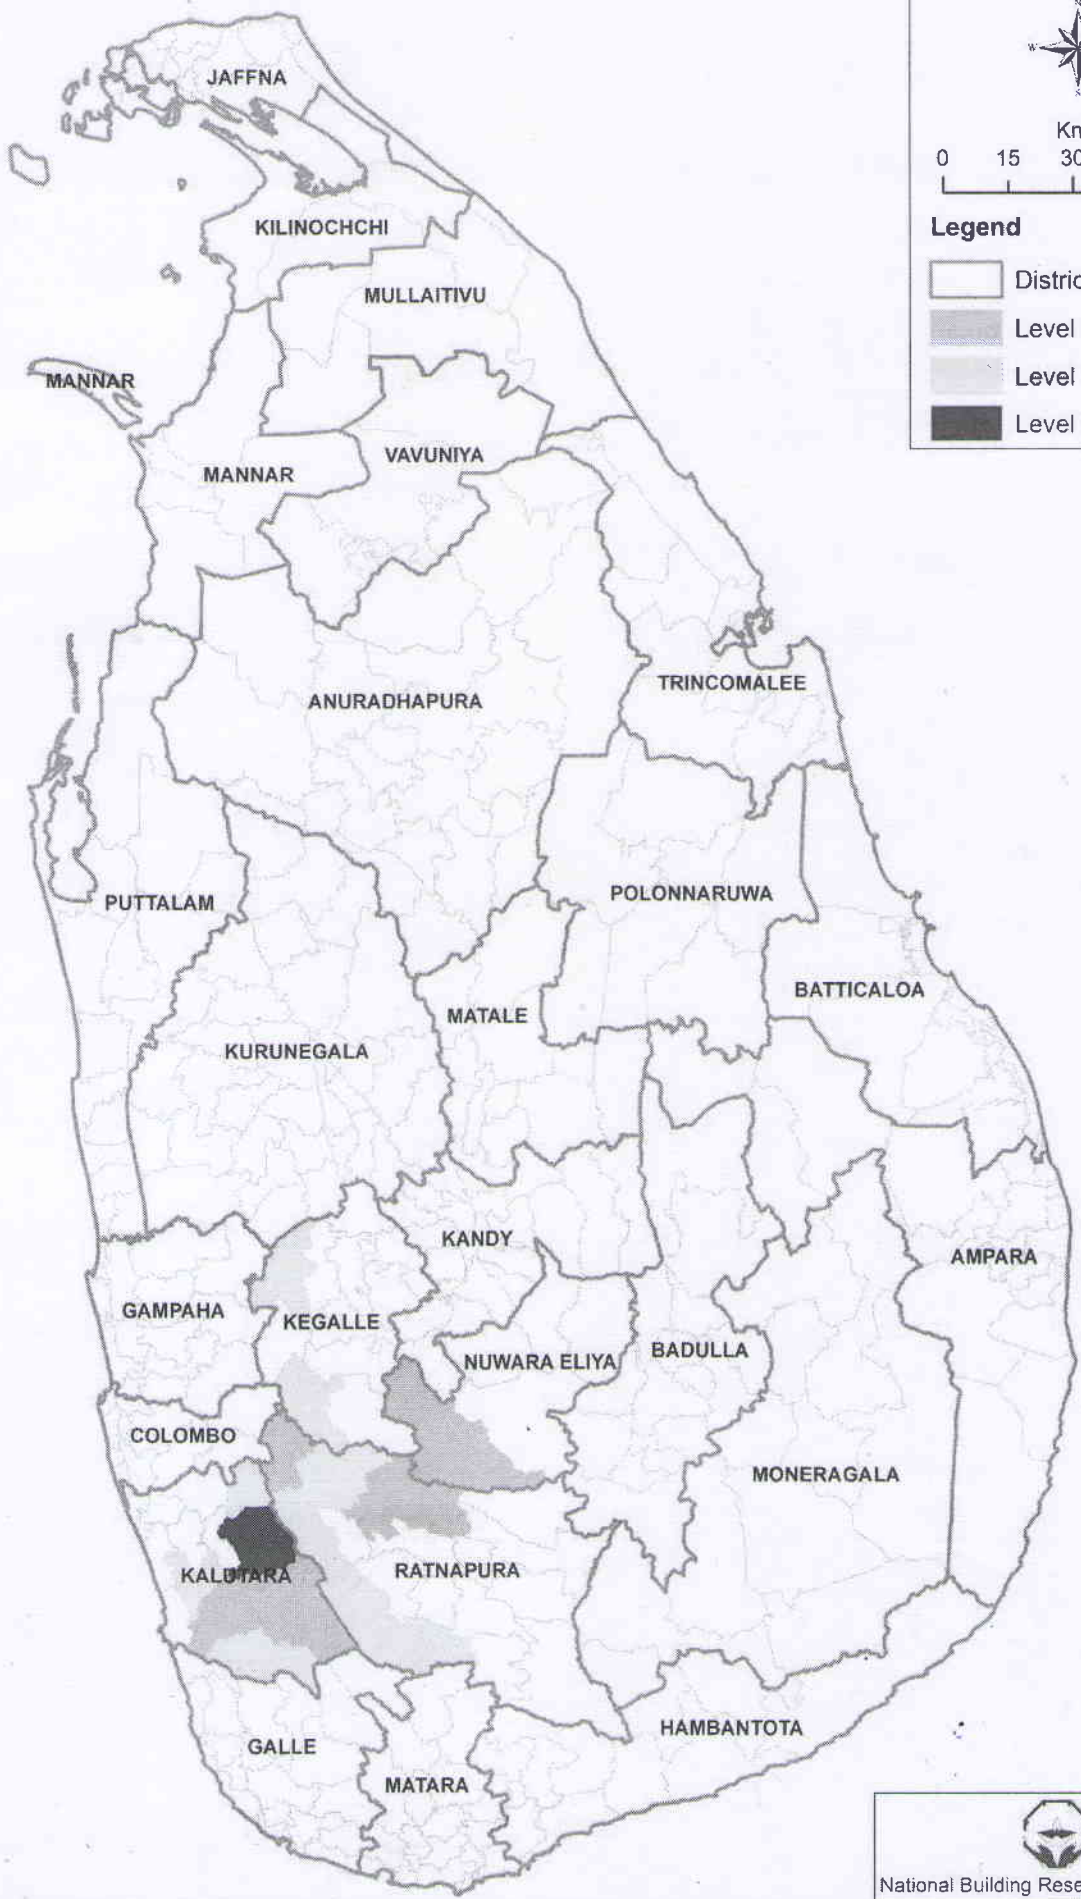 N
W
S
Km
0 15 30
Legend
Distric
Level
Level
Level
JAFFNA
KILINOCHCHI
MULLAITIVU
MANNAR
MANNAR
VAVUNIYA
TRINCOMALEE
ANURADHAPURA
PUTTALAM
POLONNARUWA
BATTICALOA
MATALE
KURUNEGALA
KANDY
AMPARA
GAMPAHA
KEGALLE
NUWARA ELIYA
BADULLA
COLOMBO
MONERAGALA
KALUTARA
RATNAPURA
HAMBANTOTA
GALLE
MATARA
National Building Rese